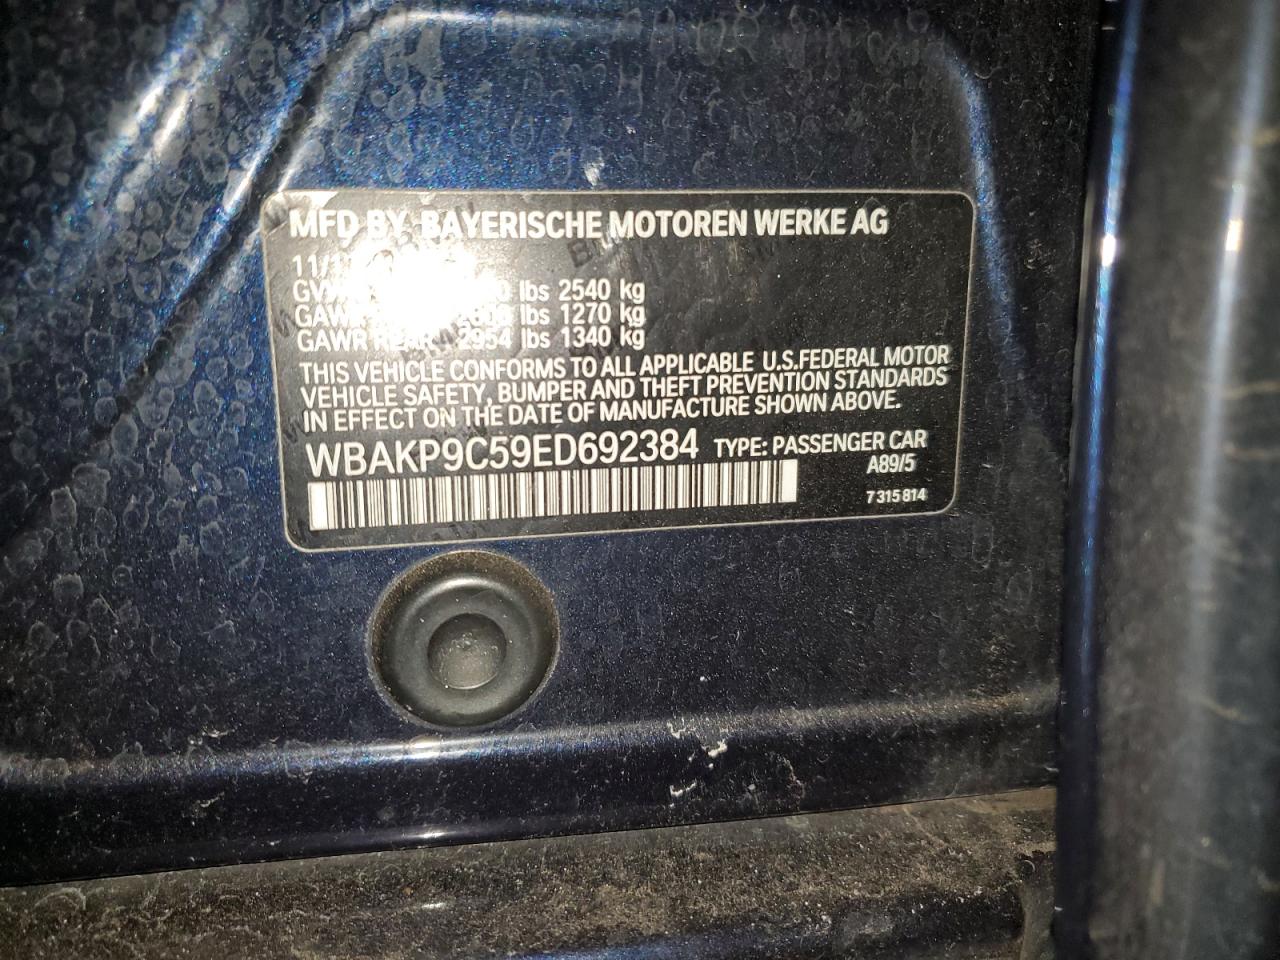 MFD BY BAYERISCHE MOTOREN WERKE AG
11/1
lbs 2540 kg
lbs 1270 kg
GAWR REAR 2954 lbs 1340 kg
THIS VEHICLE CONFORMS TO ALL APPLICABLE U.S.FEDERAL MOTOR
VEHICLE SAFETY, BUMPER AND THEFT PREVENTION STANDARDS
IN EFFECT ON THE DATE OF MANUFACTURE SHOWN ABOVE.
WBAKP9C59ED692384 TYPE: PASSENGER CAR
A89/5
7 315 814